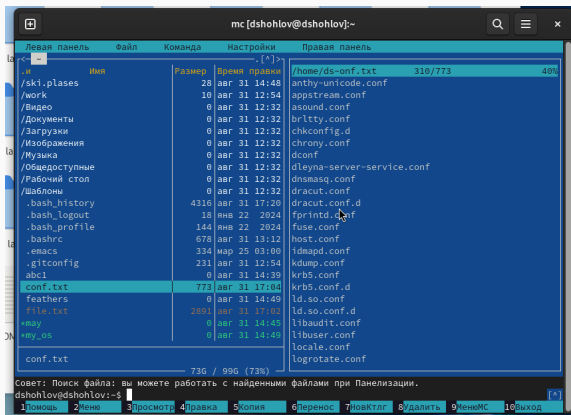 mc [dshohlov@dshohlov]:~
Левая панель Файл Команда Настройки Правая панель
<─ ~ .[^]>
.и Имя Размер Время правки
/ski.plases 28 авг 31 14:48
/work 10 авг 31 12:54
/Видео 0 авг 31 12:32
/Документы 0 авг 31 12:32
/Загрузки 0 авг 31 12:32
/Изображения 0 авг 31 12:32
/Музыка 0 авг 31 12:32
/Общедоступные 0 авг 31 12:32
/Рабочий стол 0 авг 31 12:32
/Шаблоны 0 авг 31 12:32
.bash_history 4316 авг 31 17:20
.bash_logout 18 янв 22 2024
.bash_profile 144 янв 22 2024
.bashrc 678 авг 31 13:12
.emacs 334 мар 25 03:00
.gitconfig 231 авг 31 12:54
abc1 0 авг 31 14:39
conf.txt 773 авг 31 17:04
feathers 0 авг 31 14:49
file.txt 2891 авг 31 17:02
*may 0 авг 31 14:45
*my_os 0 авг 31 14:49
conf.txt
73G / 99G (73%)
/home/ds~onf.txt 310/773 40%
anthy-unicode.conf
appstream.conf
asound.conf
brltty.conf
chkconfig.d
chrony.conf
dconf
dleyna-server-service.conf
dnsmasq.conf
dracut.conf
dracut.conf.d
fprintd.conf
fuse.conf
host.conf
idmapd.conf
kdump.conf
krb5.conf
krb5.conf.d
ld.so.conf
ld.so.conf.d
libaudit.conf
libuser.conf
locale.conf
logrotate.conf
Совет: Поиск файла: вы можете работать с найденными файлами при Панелизации.
dshohlov@dshohlov:~$ [^]
1Помощь 2Меню 3Просмотр 4Правка 5Копия 6Перенос 7НовКтлг 8Удалить 9МенюMC 10Выход